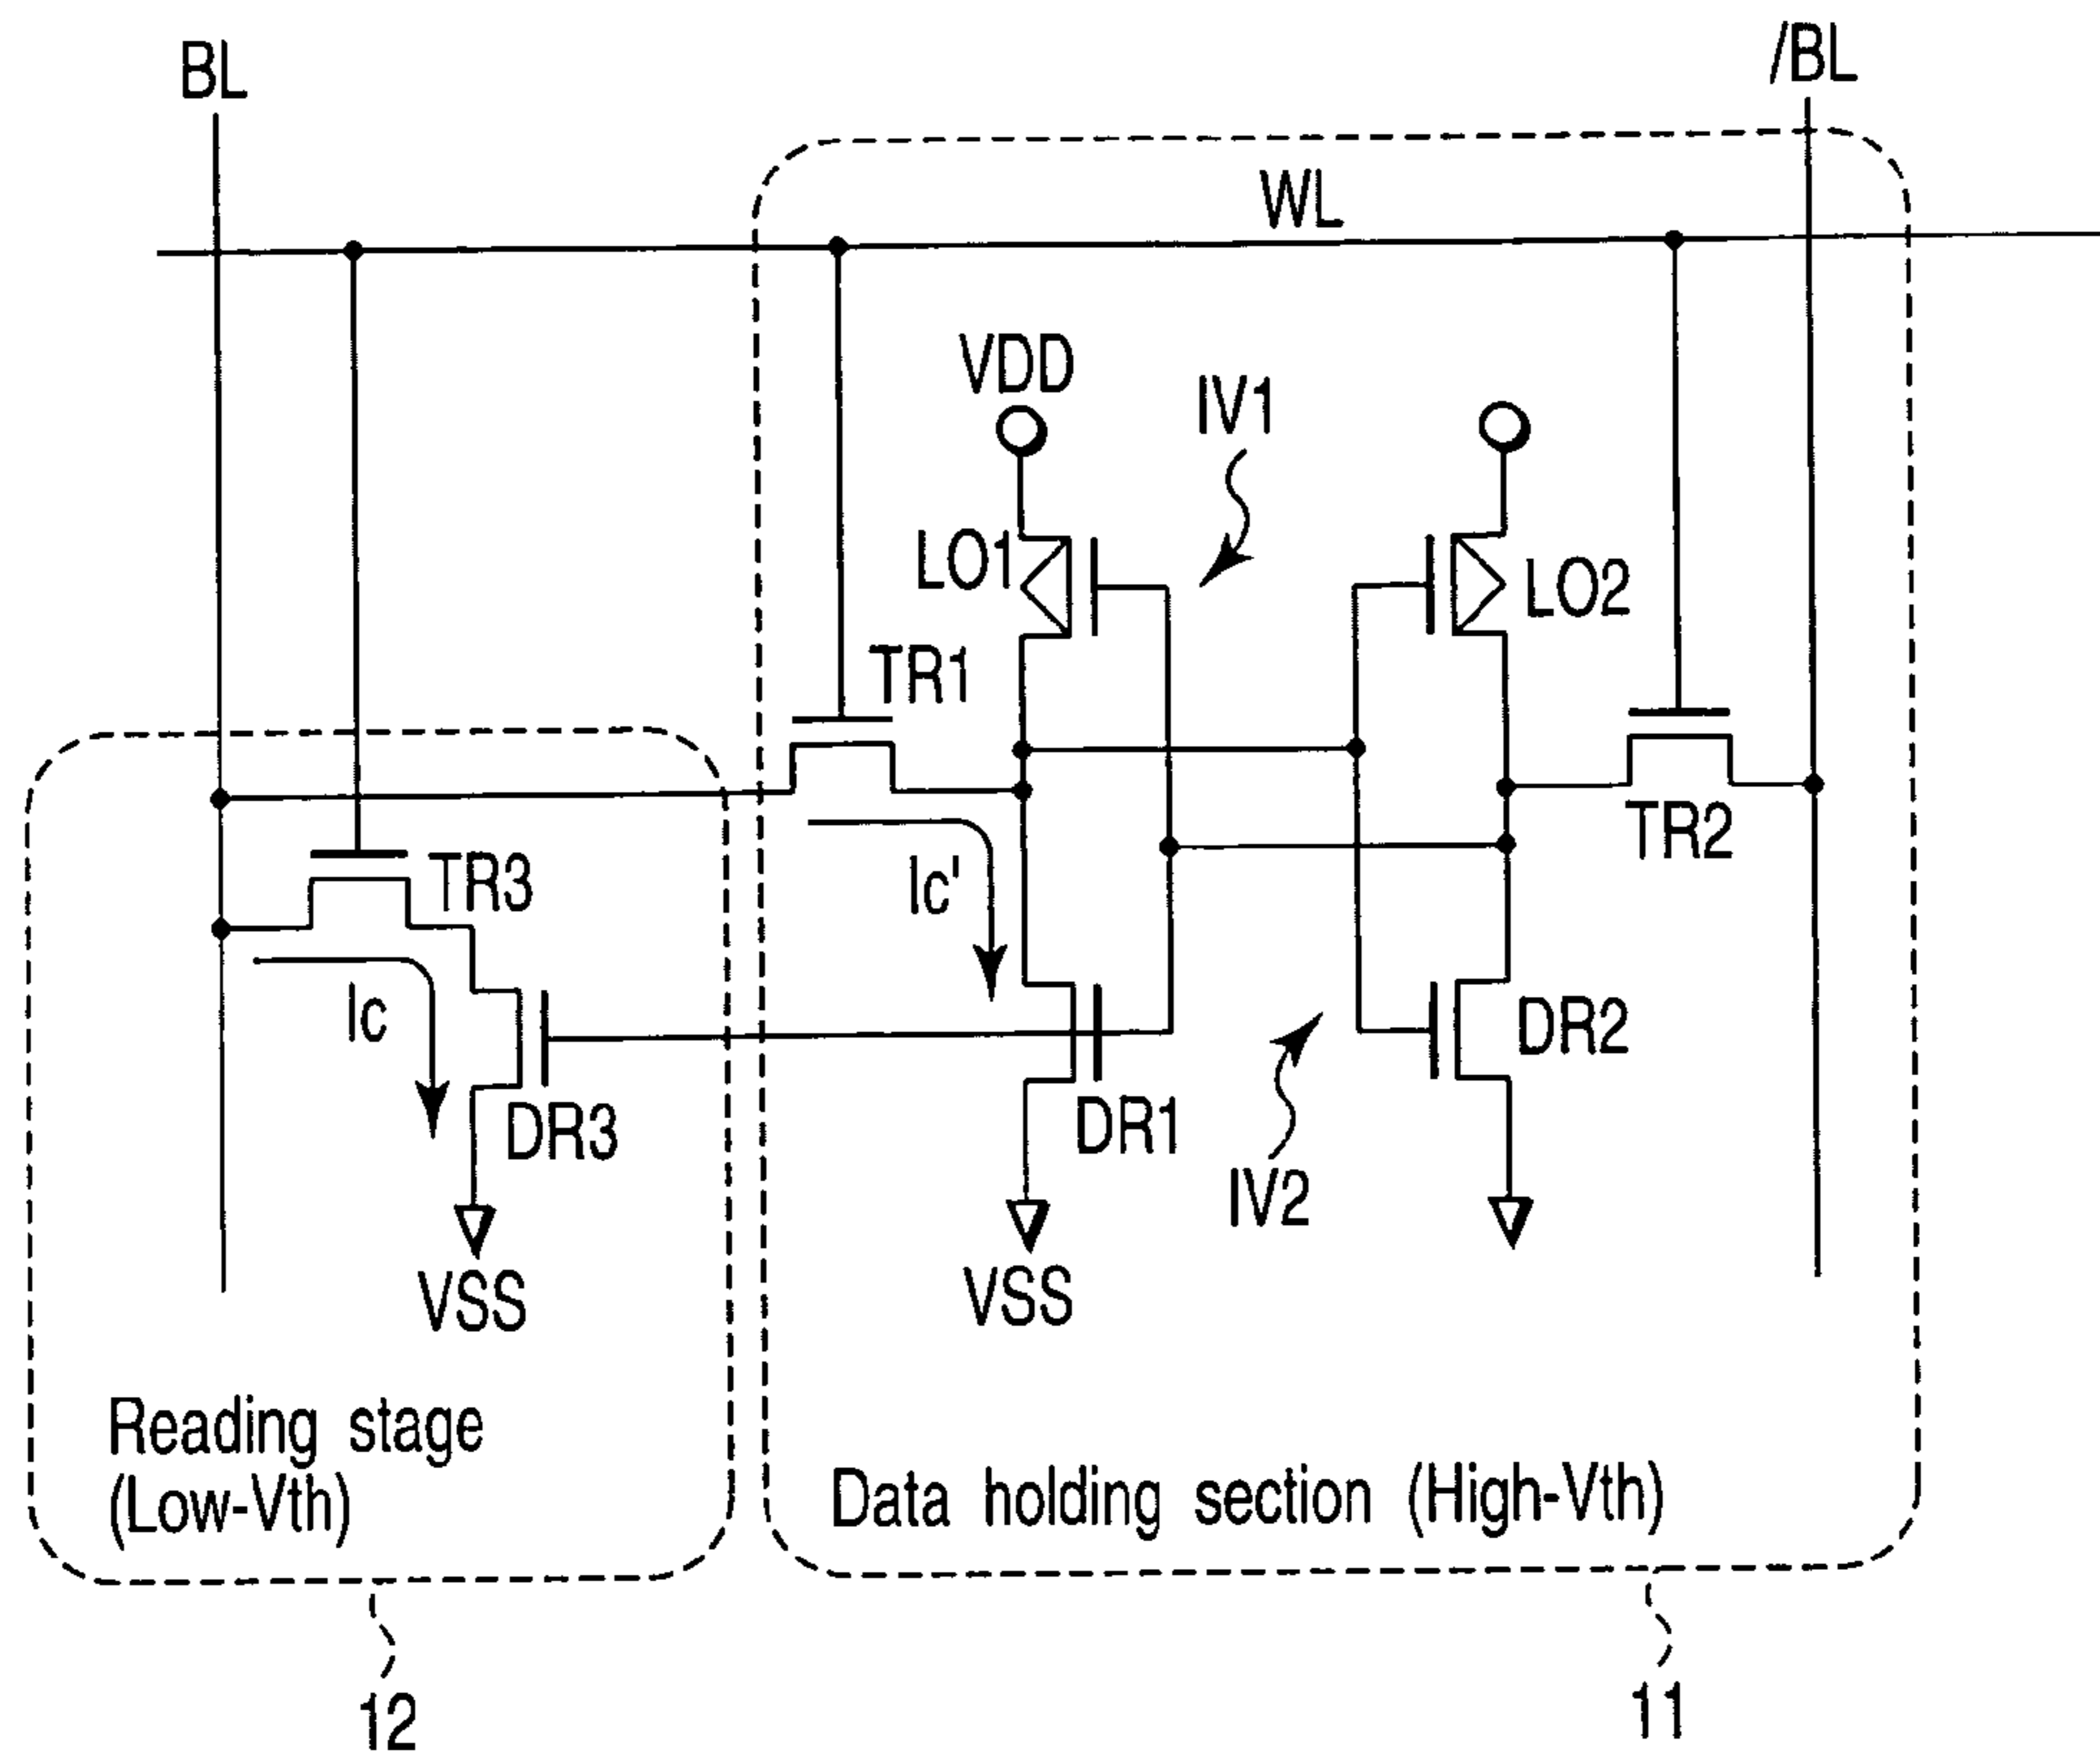 BL
/BL
WL
VDD
IV1
LO1
LO2
TR1
TR2
TR3
Ic'
Ic
DR2
DR3
DR1
IV2
VSS
VSS
Reading stage
(Low-Vth)
Data holding section (High-Vth)
12
11